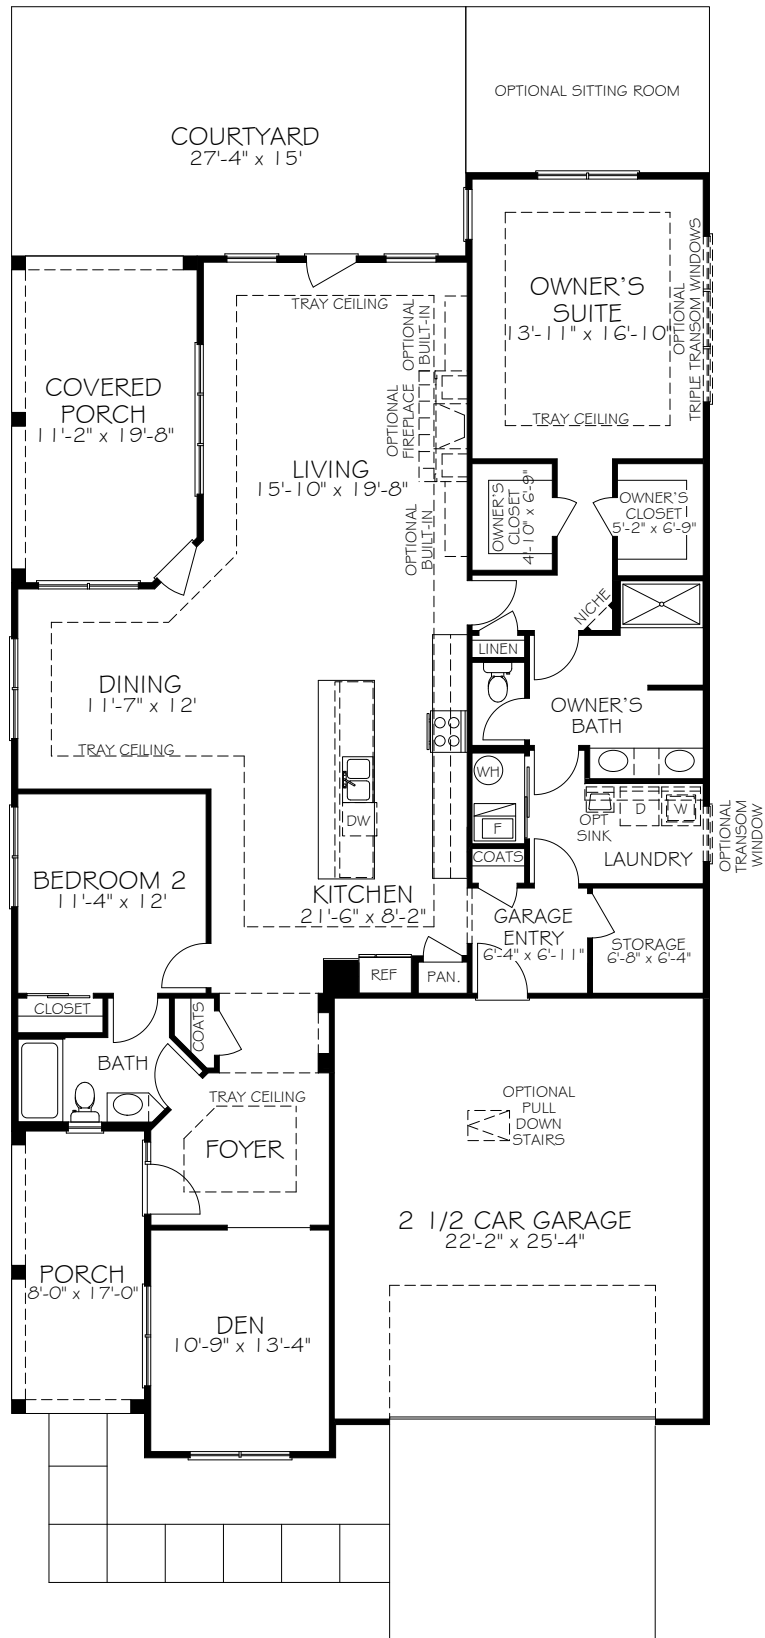 OPTIONAL SITTING ROOM
COURTYARD
27'-4" x 15'
OWNER'S
SUITE
13'-11" x 16'-10"
TRAY CEILING
OPTIONAL
TRIPLE TRANSOM WINDOWS
TRAY CEILING
OPTIONAL
BUILT-IN
OPTIONAL
FIREPLACE
COVERED
PORCH
11'-2" x 19'-8"
LIVING
15'-10" x 19'-8"
OPTIONAL
BUILT-IN
OWNER'S
CLOSET
4'-10" x 6'-9"
OWNER'S
CLOSET
5'-2" x 6'-9"
NICHE
LINEN
DINING
11'-7" x 12'
TRAY CEILING
OWNER'S
BATH
WH
F
DW
OPT
SINK
D
W
LAUNDRY
OPTIONAL
TRANSOM
WINDOW
COATS
BEDROOM 2
11'-4" x 12'
KITCHEN
21'-6" x 8'-2"
GARAGE
ENTRY
6'-4" x 6'-11"
STORAGE
6'-8" x 6'-4"
REF
PAN.
CLOSET
COATS
BATH
TRAY CEILING
FOYER
OPTIONAL
PULL
DOWN
STAIRS
2 1/2 CAR GARAGE
22'-2" x 25'-4"
PORCH
8'-0" x 17'-0"
DEN
10'-9" x 13'-4"